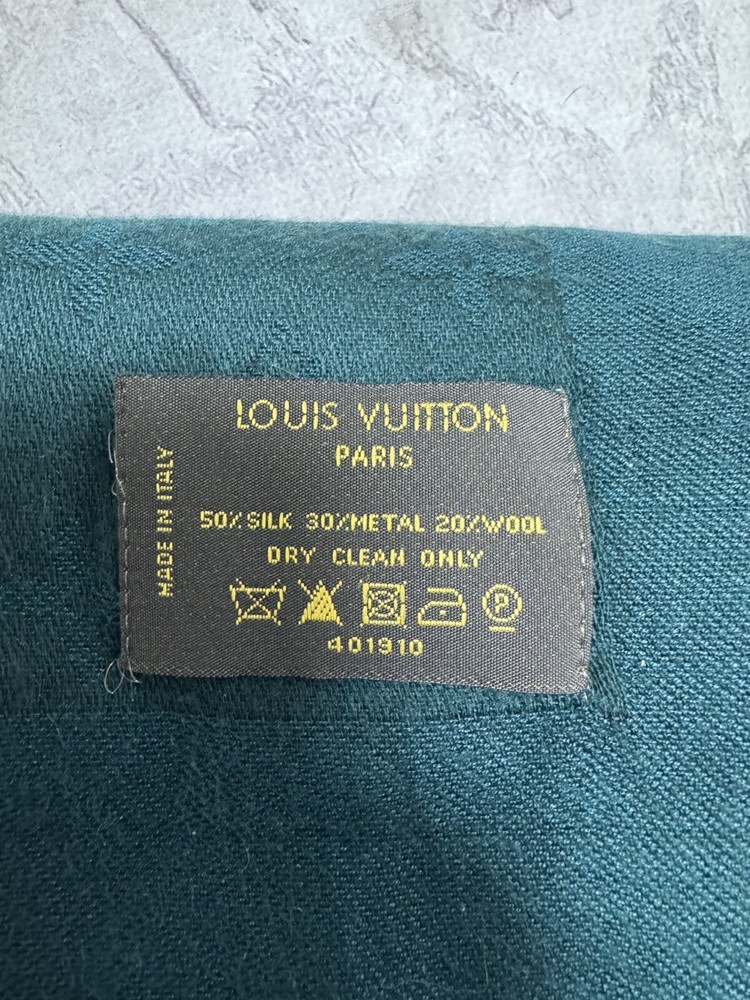 LOUIS VUITTON
PARIS
MADE IN ITALY
50% SILK 30% METAL 20% WOOL
DRY CLEAN ONLY
P
401910